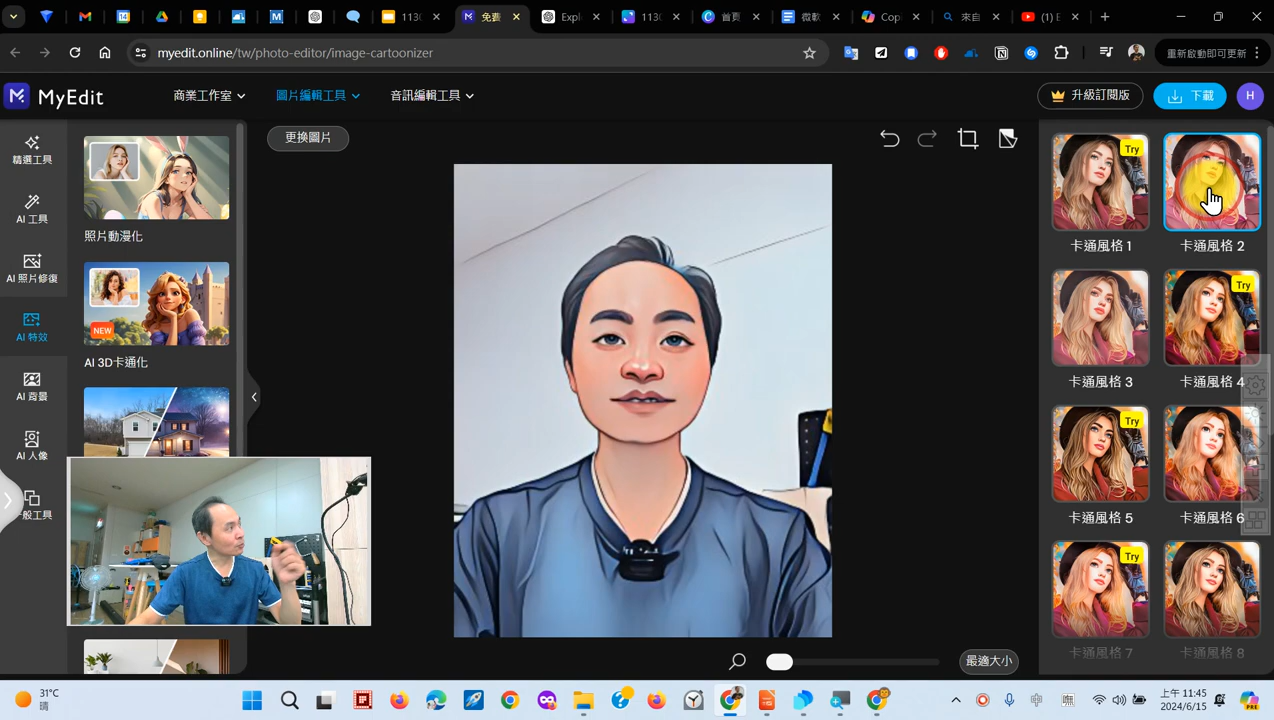 1130
免費
Expl
1130
首頁
微軟
Cop
來自
(1) E
myedit.online/tw/photo-editor/image-cartoonizer
重新啟動即可更新
MyEdit
商業工作室
圖片編輯工具
音訊編輯工具
升級訂閱版
下載
H
精選工具
AI 工具
AI 照片修復
AI 特效
AI 背景
AI 人像
般工具
照片動漫化
NEW
AI 3D卡通化
更換圖片
Try
卡通風格 1
卡通風格 2
Try
卡通風格 3
卡通風格 4
Try
卡通風格 5
卡通風格 6
Try
卡通風格 7
卡通風格 8
最適大小
31°C
晴
中
上午 11:45
2024/6/15
PRE